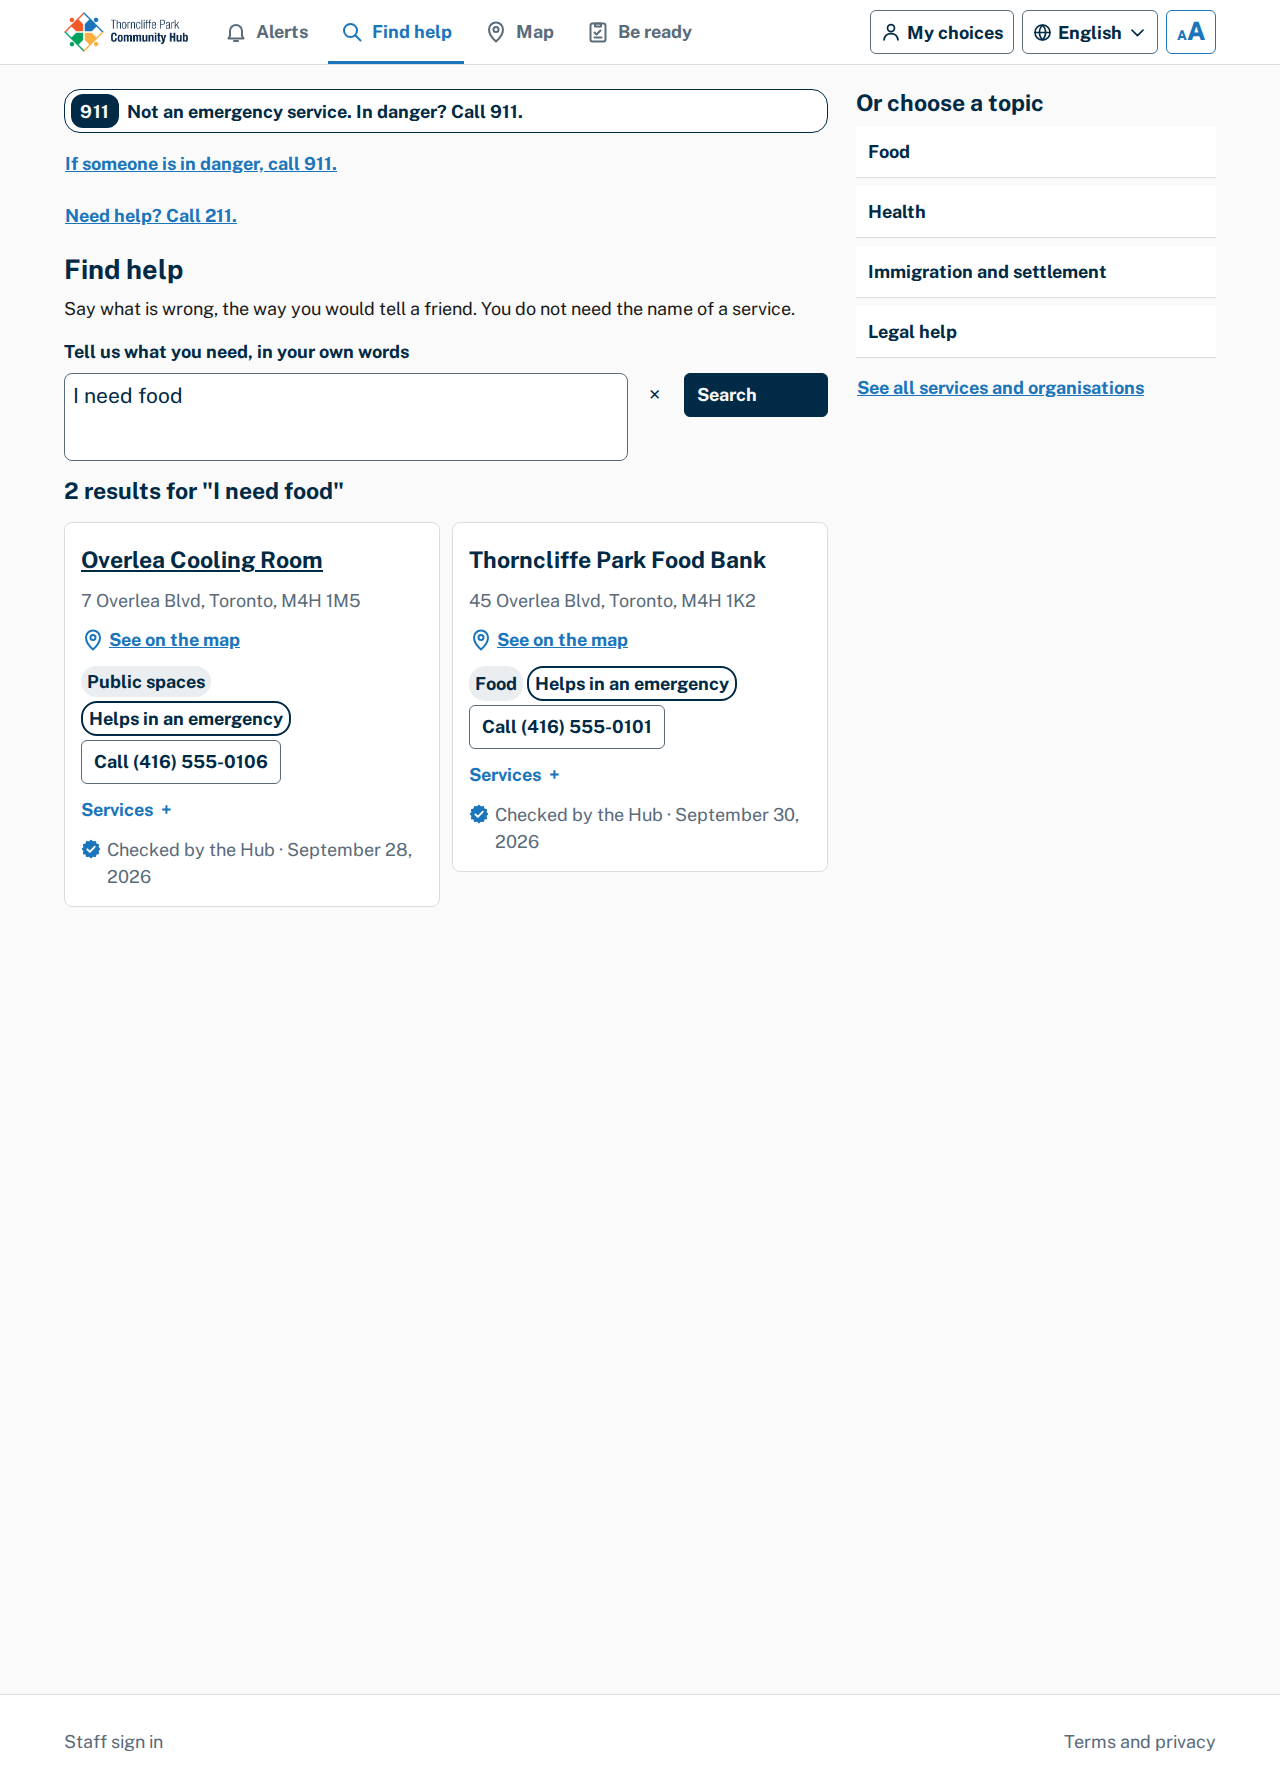 Thorncliffe Park
Community Hub
Alerts
Find help
Map
Be ready
My choices
English
AA
911 Not an emergency service. In danger? Call 911.
If someone is in danger, call 911.
Need help? Call 211.
Find help
Say what is wrong, the way you would tell a friend. You do not need the name of a service.
Tell us what you need, in your own words
I need food
×
Search
2 results for "I need food"
Overlea Cooling Room
7 Overlea Blvd, Toronto, M4H 1M5
See on the map
Public spaces
Helps in an emergency
Call (416) 555-0106
Services +
Checked by the Hub · September 28,
2026
Thorncliffe Park Food Bank
45 Overlea Blvd, Toronto, M4H 1K2
See on the map
Food Helps in an emergency
Call (416) 555-0101
Services +
Checked by the Hub · September 30,
2026
Or choose a topic
Food
Health
Immigration and settlement
Legal help
See all services and organisations
Staff sign in
Terms and privacy